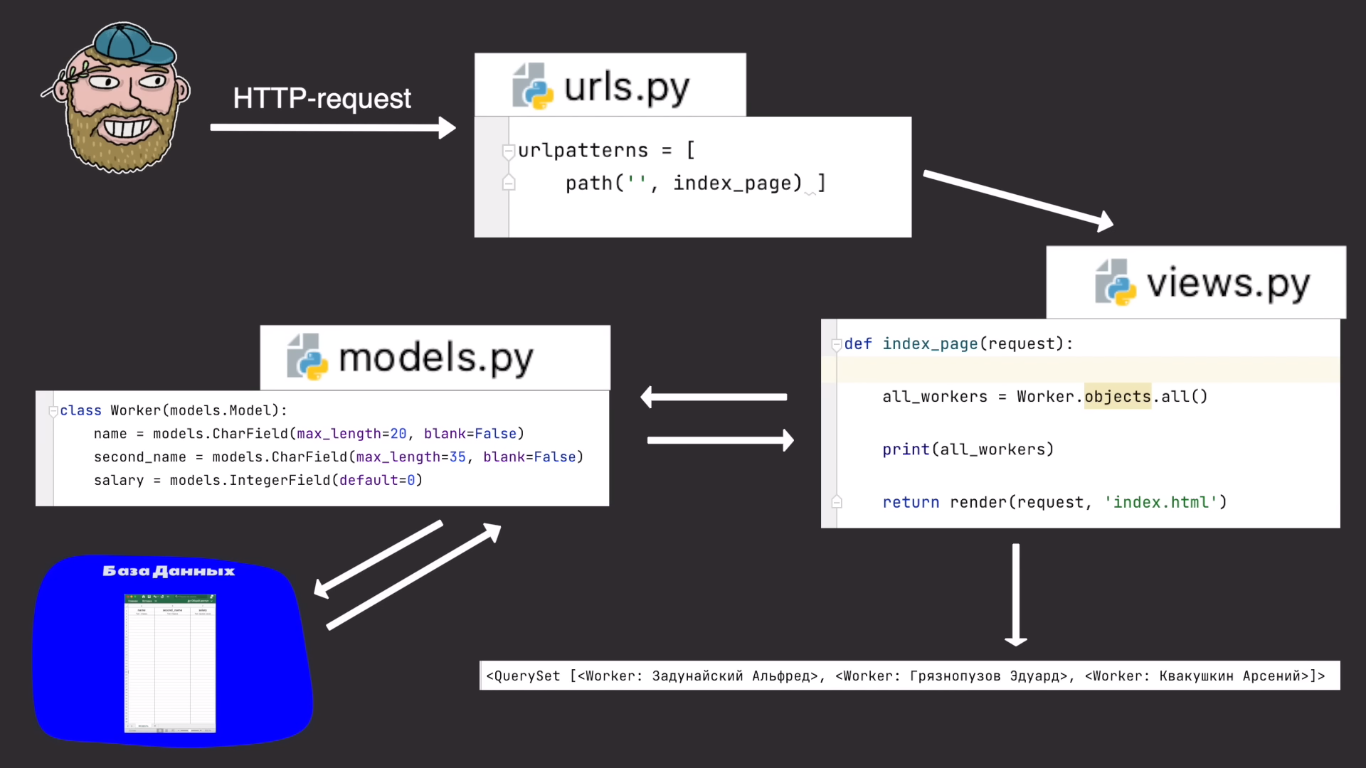 HTTP-request
urls.py
urlpatterns = [
path('', index_page) ]
views.py
def index_page(request):
all_workers = Worker.objects.all()
print(all_workers)
return render(request, 'index.html')
models.py
class Worker(models.Model):
name = models.CharField(max_length=20, blank=False)
second_name = models.CharField(max_length=35, blank=False)
salary = models.IntegerField(default=0)
База Данных
<QuerySet [<Worker: Задунайский Альфред>, <Worker: Грязнопузов Эдуард>, <Worker: Квакушкин Арсений>]>